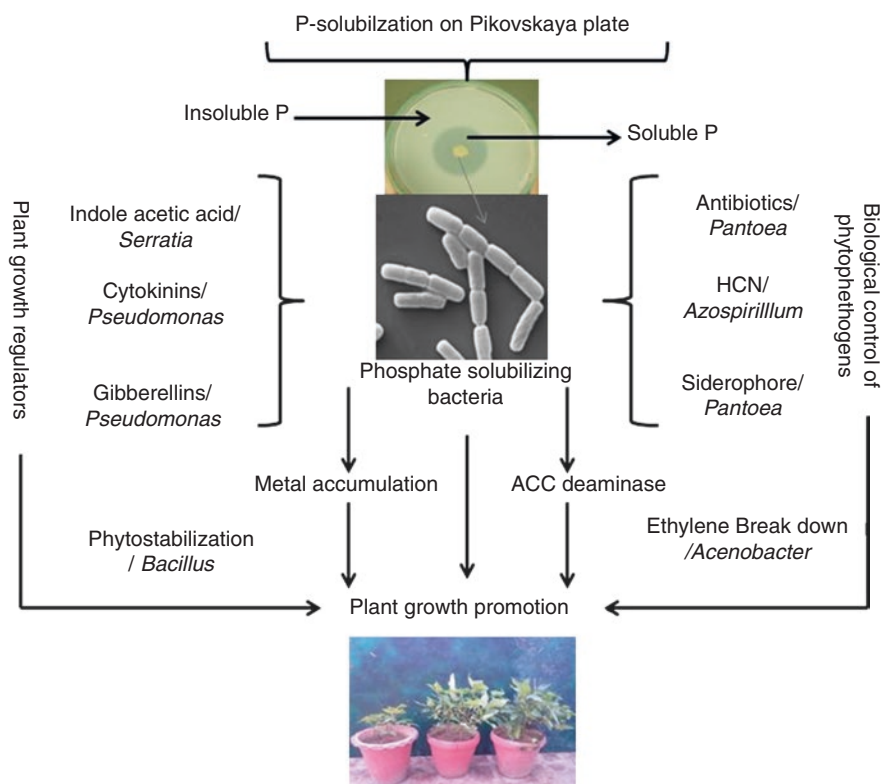 P-solubilzation on Pikovskaya plate
Insoluble P
Soluble P
Plant growth regulators
Indole acetic acid/
Serratia
Cytokinins/
Pseudomonas
Gibberellins/
Pseudomonas
Antibiotics/
Pantoea
HCN/
Azospirilllum
Siderophore/
Pantoea
Biological control of
phytophethogens
Phosphate solubilizing
bacteria
Metal accumulation
ACC deaminase
Phytostabilization
/ Bacillus
Ethylene Break down
/Acenobacter
Plant growth promotion